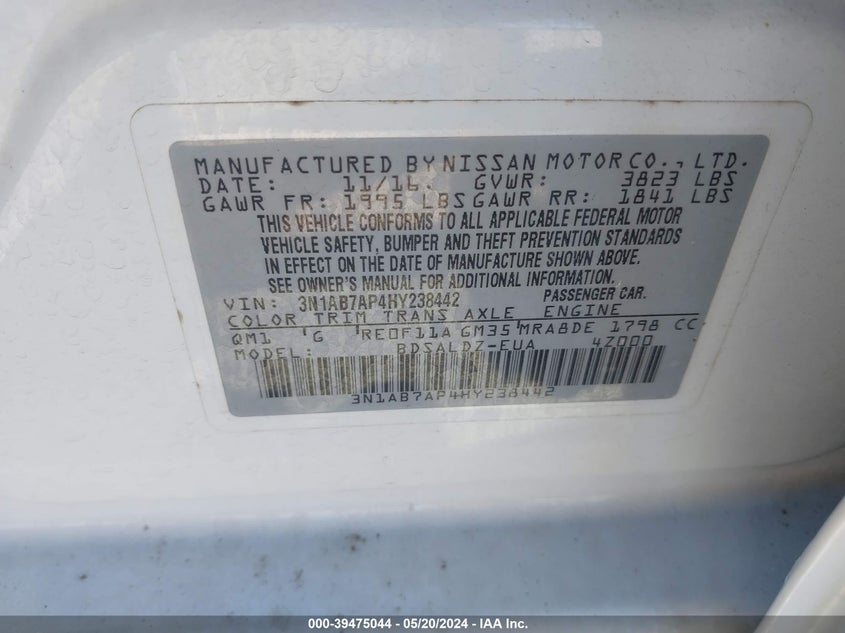 MANUFACTURED BY NISSAN MOTOR CO., LTD.
DATE: 11/16. GVWR: 3823 LBS
GAWR FR: 1995 LBS GAWR RR: 1841 LBS
THIS VEHICLE CONFORMS TO ALL APPLICABLE FEDERAL MOTOR
VEHICLE SAFETY, BUMPER AND THEFT PREVENTION STANDARDS
IN EFFECT ON THE DATE OF MANUFACTURE SHOWN ABOVE.
SEE OWNER'S MANUAL FOR ADDITIONAL INFORMATION.
VIN: 3N1AB7AP4HY238442 PASSENGER CAR.
COLOR TRIM TRANS AXLE ENGINE
QM1 'G 'RE0F11A GM35 'MRA8DE 1798 CC
MODEL: BDSALDZ-EUA 4Z000
3N1AB7AP4HY238442
000-39475044 - 05/20/2024 - IAA Inc.